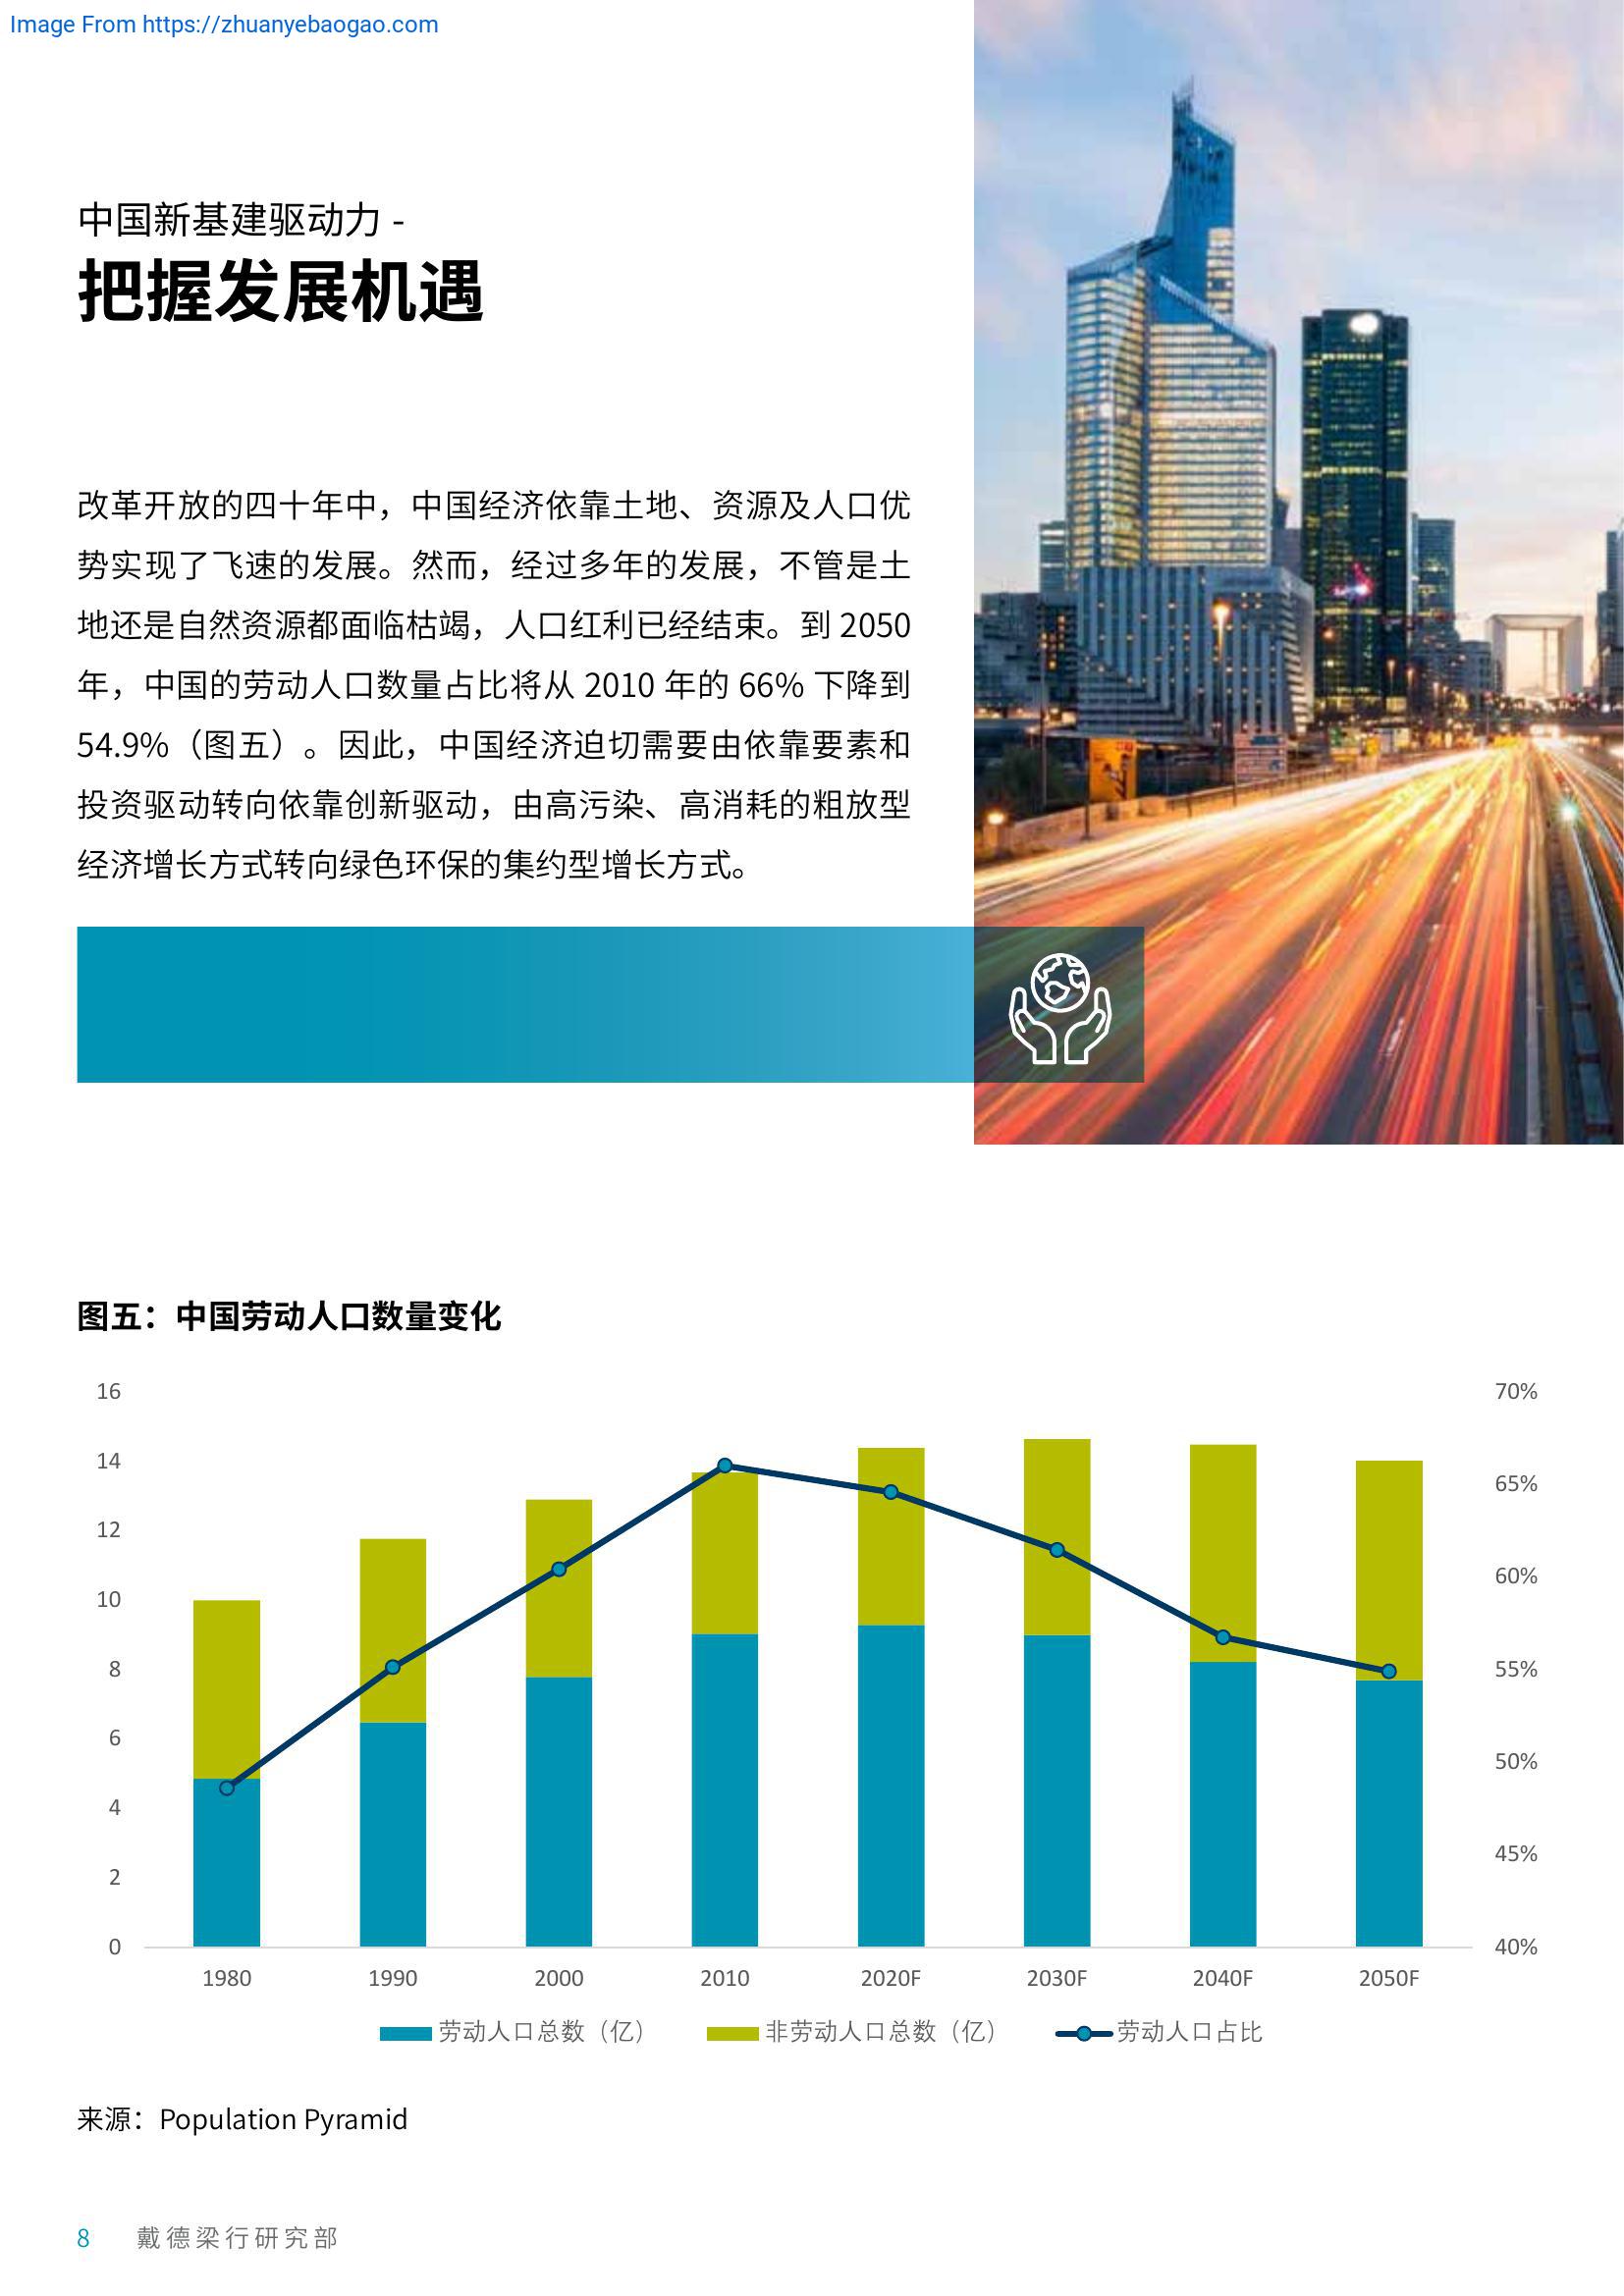 Image From https://zhuanyebaogao.com
中国新基建驱动力 -
把握发展机遇
改革开放的四十年中，中国经济依靠土地、资源及人口优
势实现了飞速的发展。然而，经过多年的发展，不管是土
地还是自然资源都面临枯竭，人口红利已经结束。到 2050
年，中国的劳动人口数量占比将从 2010 年的 66% 下降到
54.9%（图五）。因此，中国经济迫切需要由依靠要素和
投资驱动转向依靠创新驱动，由高污染、高消耗的粗放型
经济增长方式转向绿色环保的集约型增长方式。
图五：中国劳动人口数量变化
16
14
12
10
8
6
4
2
0
70%
65%
60%
55%
50%
45%
40%
1980 1990 2000 2010 2020F 2030F 2040F 2050F
劳动人口总数（亿） 非劳动人口总数（亿） 劳动人口占比
来源：Population Pyramid
8 戴德梁行研究部